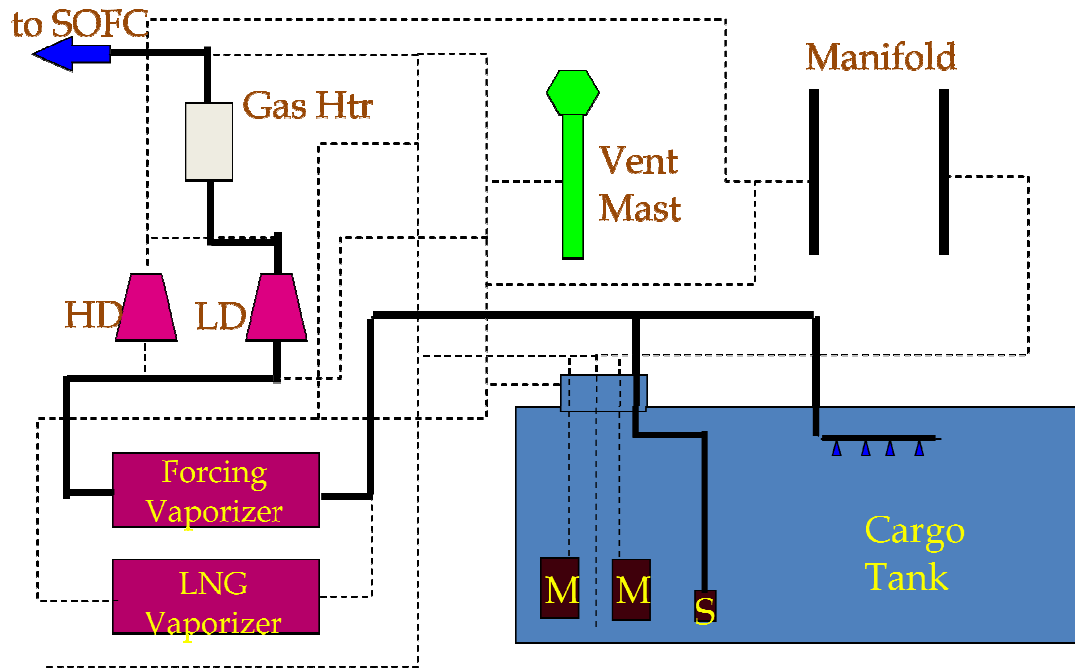 to SOFC
Manifold
Gas Htr
Vent
Mast
HD
LD
Forcing
Vaporizer
LNG
Vaporizer
Cargo
Tank
M
M
S